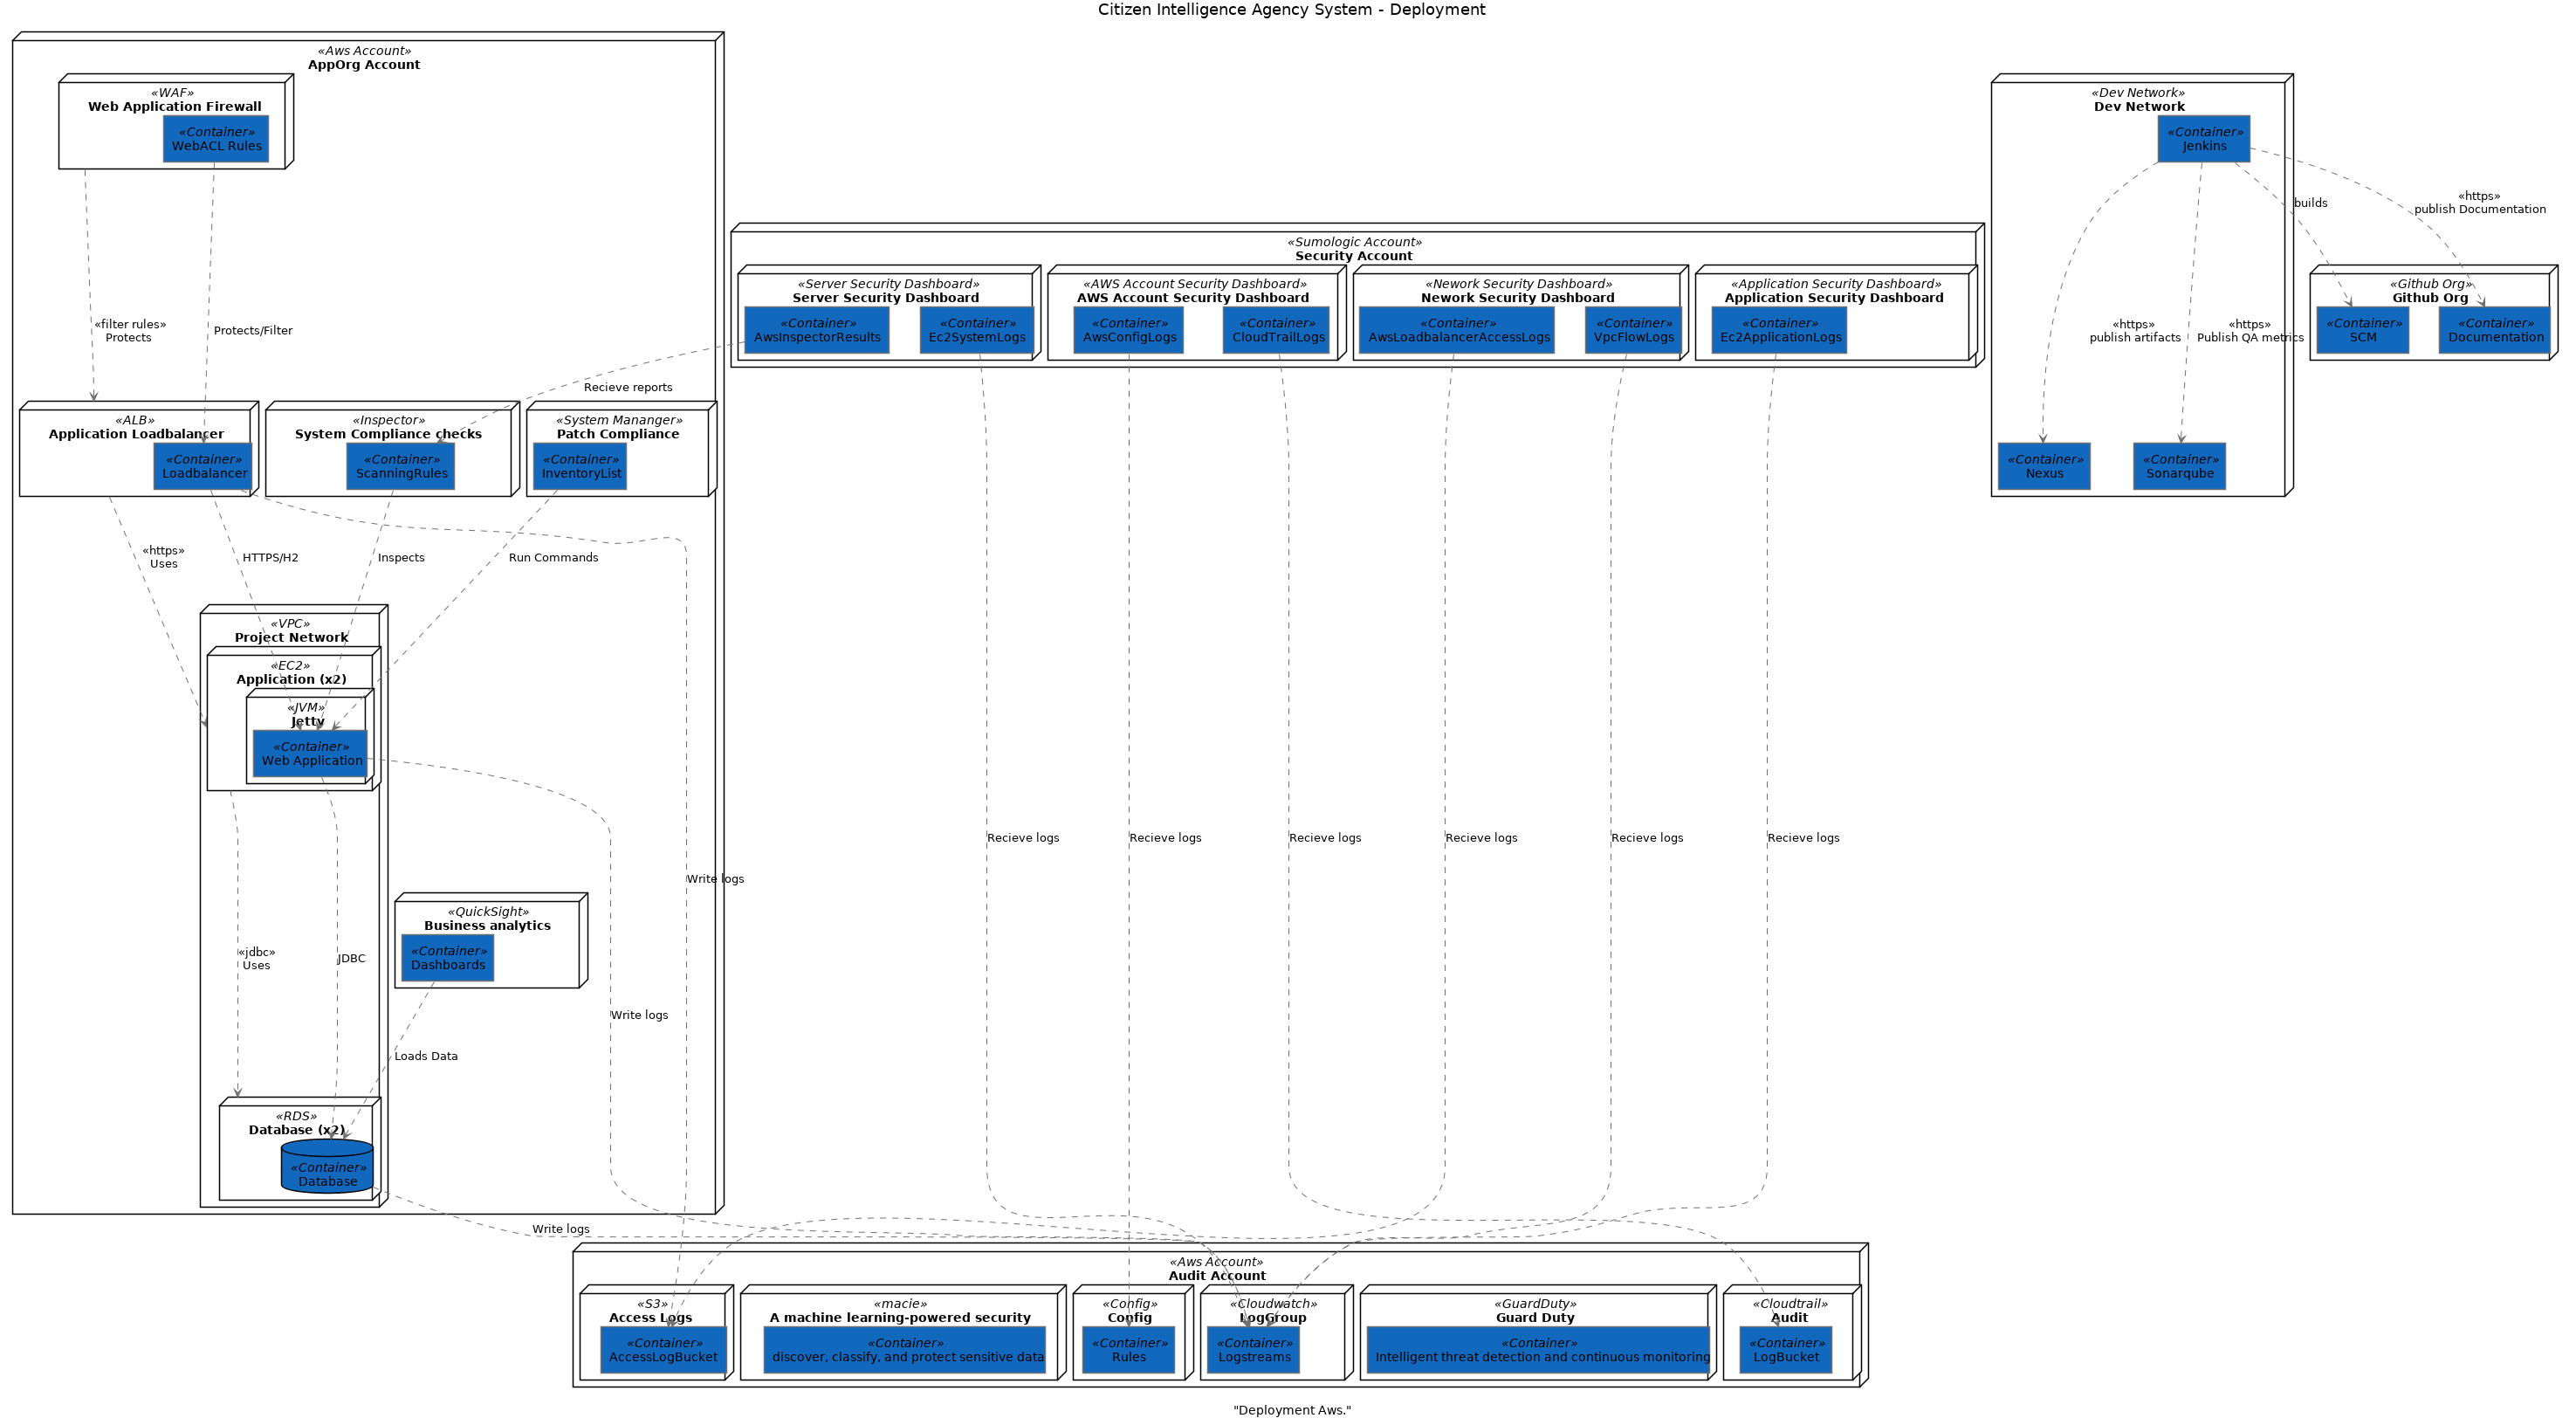 Citizen Intelligence Agency System - Deployment
«Aws Account»
AppOrg Account
«WAF»
Web Application Firewall
«Container»
WebACL Rules
«filter rules»
Protects
Protects/Filter
«ALB»
Application Loadbalancer
«Container»
Loadbalancer
«Inspector»
System Compliance checks
«Container»
ScanningRules
«System Mananger»
Patch Compliance
«Container»
InventoryList
Recieve reports
«https»
Uses
HTTPS/H2
Inspects
Run Commands
«VPC»
Project Network
«EC2»
Application (x2)
«JVM»
Jetty
«Container»
Web Application
«jdbc»
Uses
JDBC
«QuickSight»
Business analytics
«Container»
Dashboards
Loads Data
Write logs
Write logs
«RDS»
Database (x2)
«Container»
Database
Write logs
«Sumologic Account»
Security Account
«Server Security Dashboard»
Server Security Dashboard
«Container»
AwsInspectorResults
«Container»
Ec2SystemLogs
«AWS Account Security Dashboard»
AWS Account Security Dashboard
«Container»
AwsConfigLogs
«Container»
CloudTrailLogs
«Nework Security Dashboard»
Nework Security Dashboard
«Container»
AwsLoadbalancerAccessLogs
«Container»
VpcFlowLogs
«Application Security Dashboard»
Application Security Dashboard
«Container»
Ec2ApplicationLogs
Recieve logs
Recieve logs
Recieve logs
Recieve logs
Recieve logs
Recieve logs
«Dev Network»
Dev Network
«Container»
Jenkins
builds
«https»
publish Documentation
«https»
publish artifacts
«https»
Publish QA metrics
«Container»
Nexus
«Container»
Sonarqube
«Github Org»
Github Org
«Container»
SCM
«Container»
Documentation
«Aws Account»
Audit Account
«S3»
Access Logs
«Container»
AccessLogBucket
«macie»
A machine learning-powered security
«Container»
discover, classify, and protect sensitive data
«Config»
Config
«Container»
Rules
«Cloudwatch»
LogGroup
«Container»
Logstreams
«GuardDuty»
Guard Duty
«Container»
Intelligent threat detection and continuous monitoring
«Cloudtrail»
Audit
«Container»
LogBucket
"Deployment Aws."